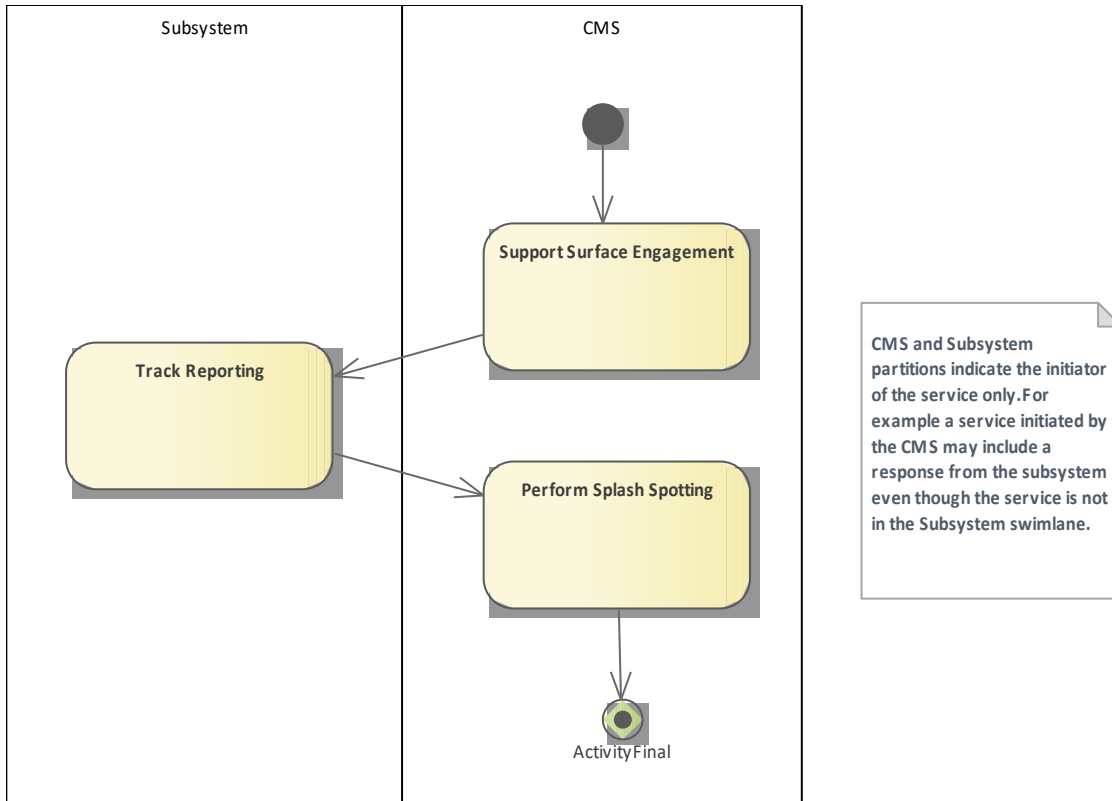 Subsystem
CMS
Support Surface Engagement
Track Reporting
Perform Splash Spotting
ActivityFinal
CMS and Subsystem
partitions indicate the initiator
of the service only.For
example a service initiated by
the CMS may include a
response from the subsystem
even though the service is not
in the Subsystem swimlane.